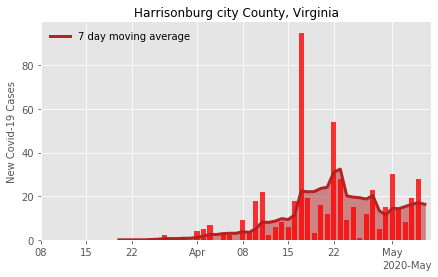 Harrisonburg city County, Virginia
7 day moving average
New Covid-19 Cases
80
60
40
20
0
08 15 22 Apr 08 15 22 May
2020-May